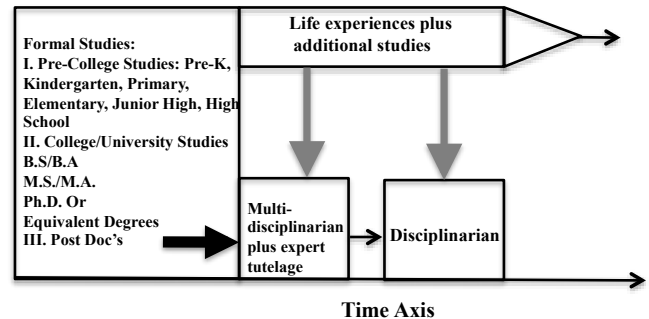 Formal Studies:
I. Pre-College Studies: Pre-K,
Kindergarten, Primary,
Elementary, Junior High, High
School
II. College/University Studies
B.S/B.A
M.S./M.A.
Ph.D. Or
Equivalent Degrees
III. Post Doc's
Life experiences plus
additional studies
Multi-
disciplinarian
plus expert
tutelage
Disciplinarian
Time Axis